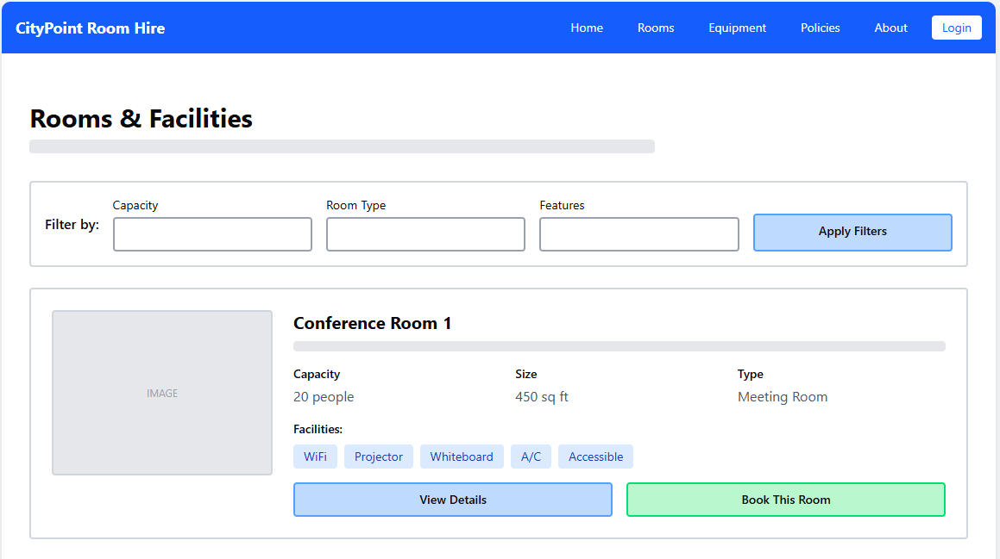 CityPoint Room Hire
Home Rooms Equipment Policies About Login
Rooms & Facilities
Filter by:
Capacity Room Type Features
Apply Filters
IMAGE
Conference Room 1
Capacity Size Type
20 people 450 sq ft Meeting Room
Facilities:
WiFi Projector Whiteboard A/C Accessible
View Details Book This Room